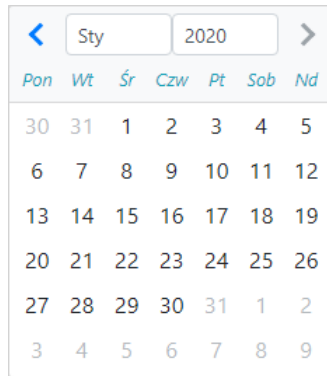 Sty 2020
Pon Wt Śr Czw Pt Sob Nd
30 31 1 2 3 4 5
6 7 8 9 10 11 12
13 14 15 16 17 18 19
20 21 22 23 24 25 26
27 28 29 30 31 1 2
3 4 5 6 7 8 9